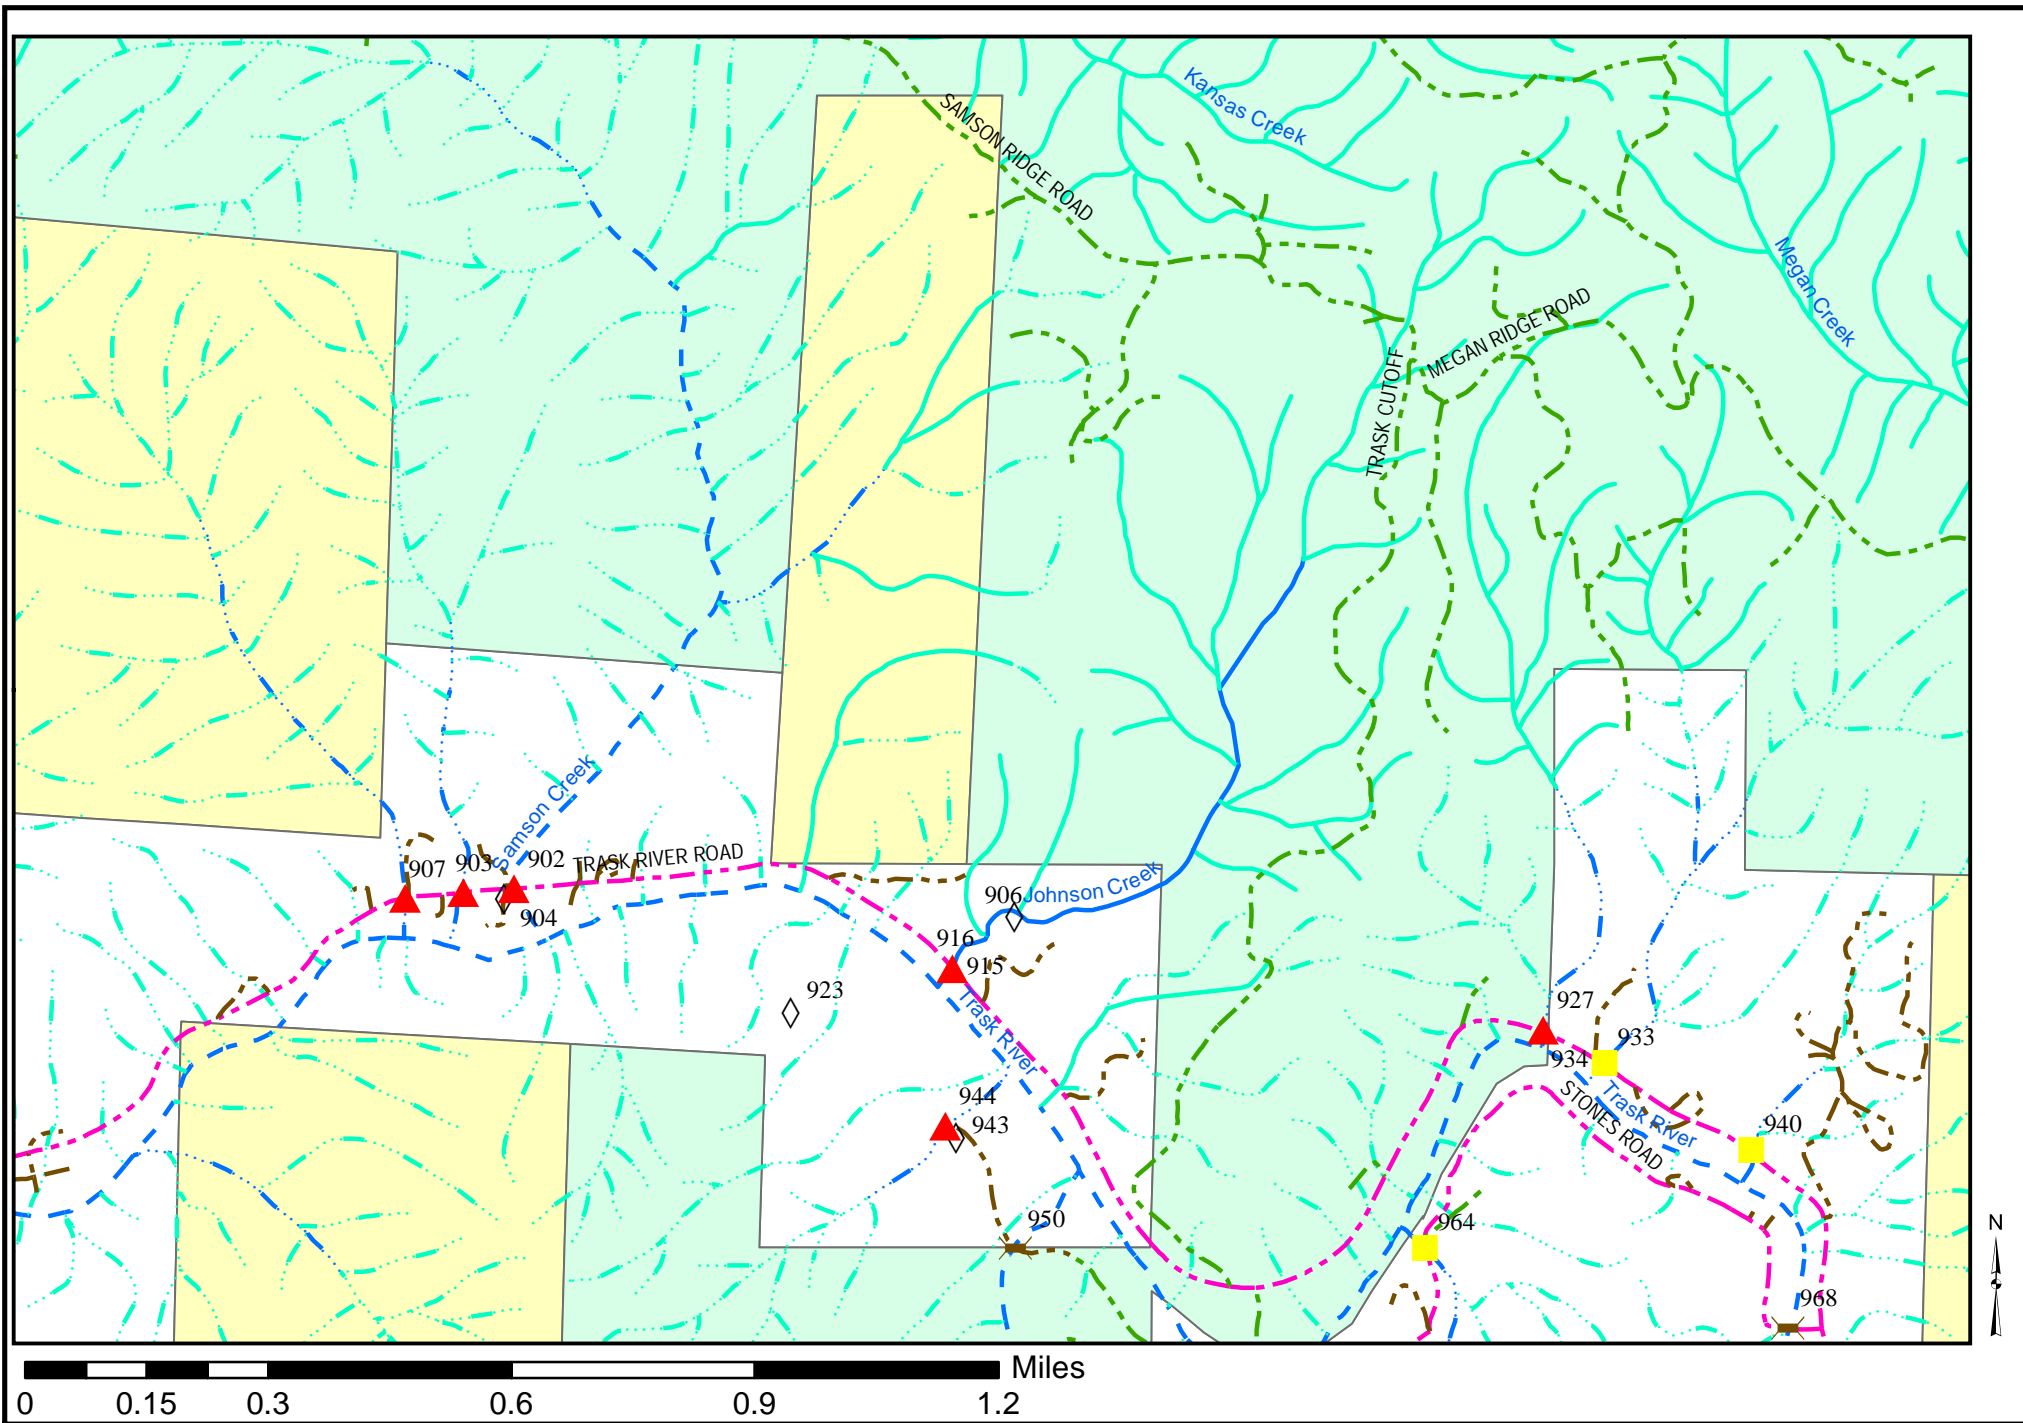 Kansas Creek
SAMSON RIDGE ROAD
Megan Creek
MEGAN RIDGE ROAD
TRASK CUTOFF
Samson Creek
907
903
902
TRASK RIVER ROAD
904
906
Johnson Creek
916
915
923
Trask River
927
933
934
944
943
STONES ROAD
Trask River
940
950
964
968
N
Miles
0 0.15 0.3 0.6 0.9 1.2